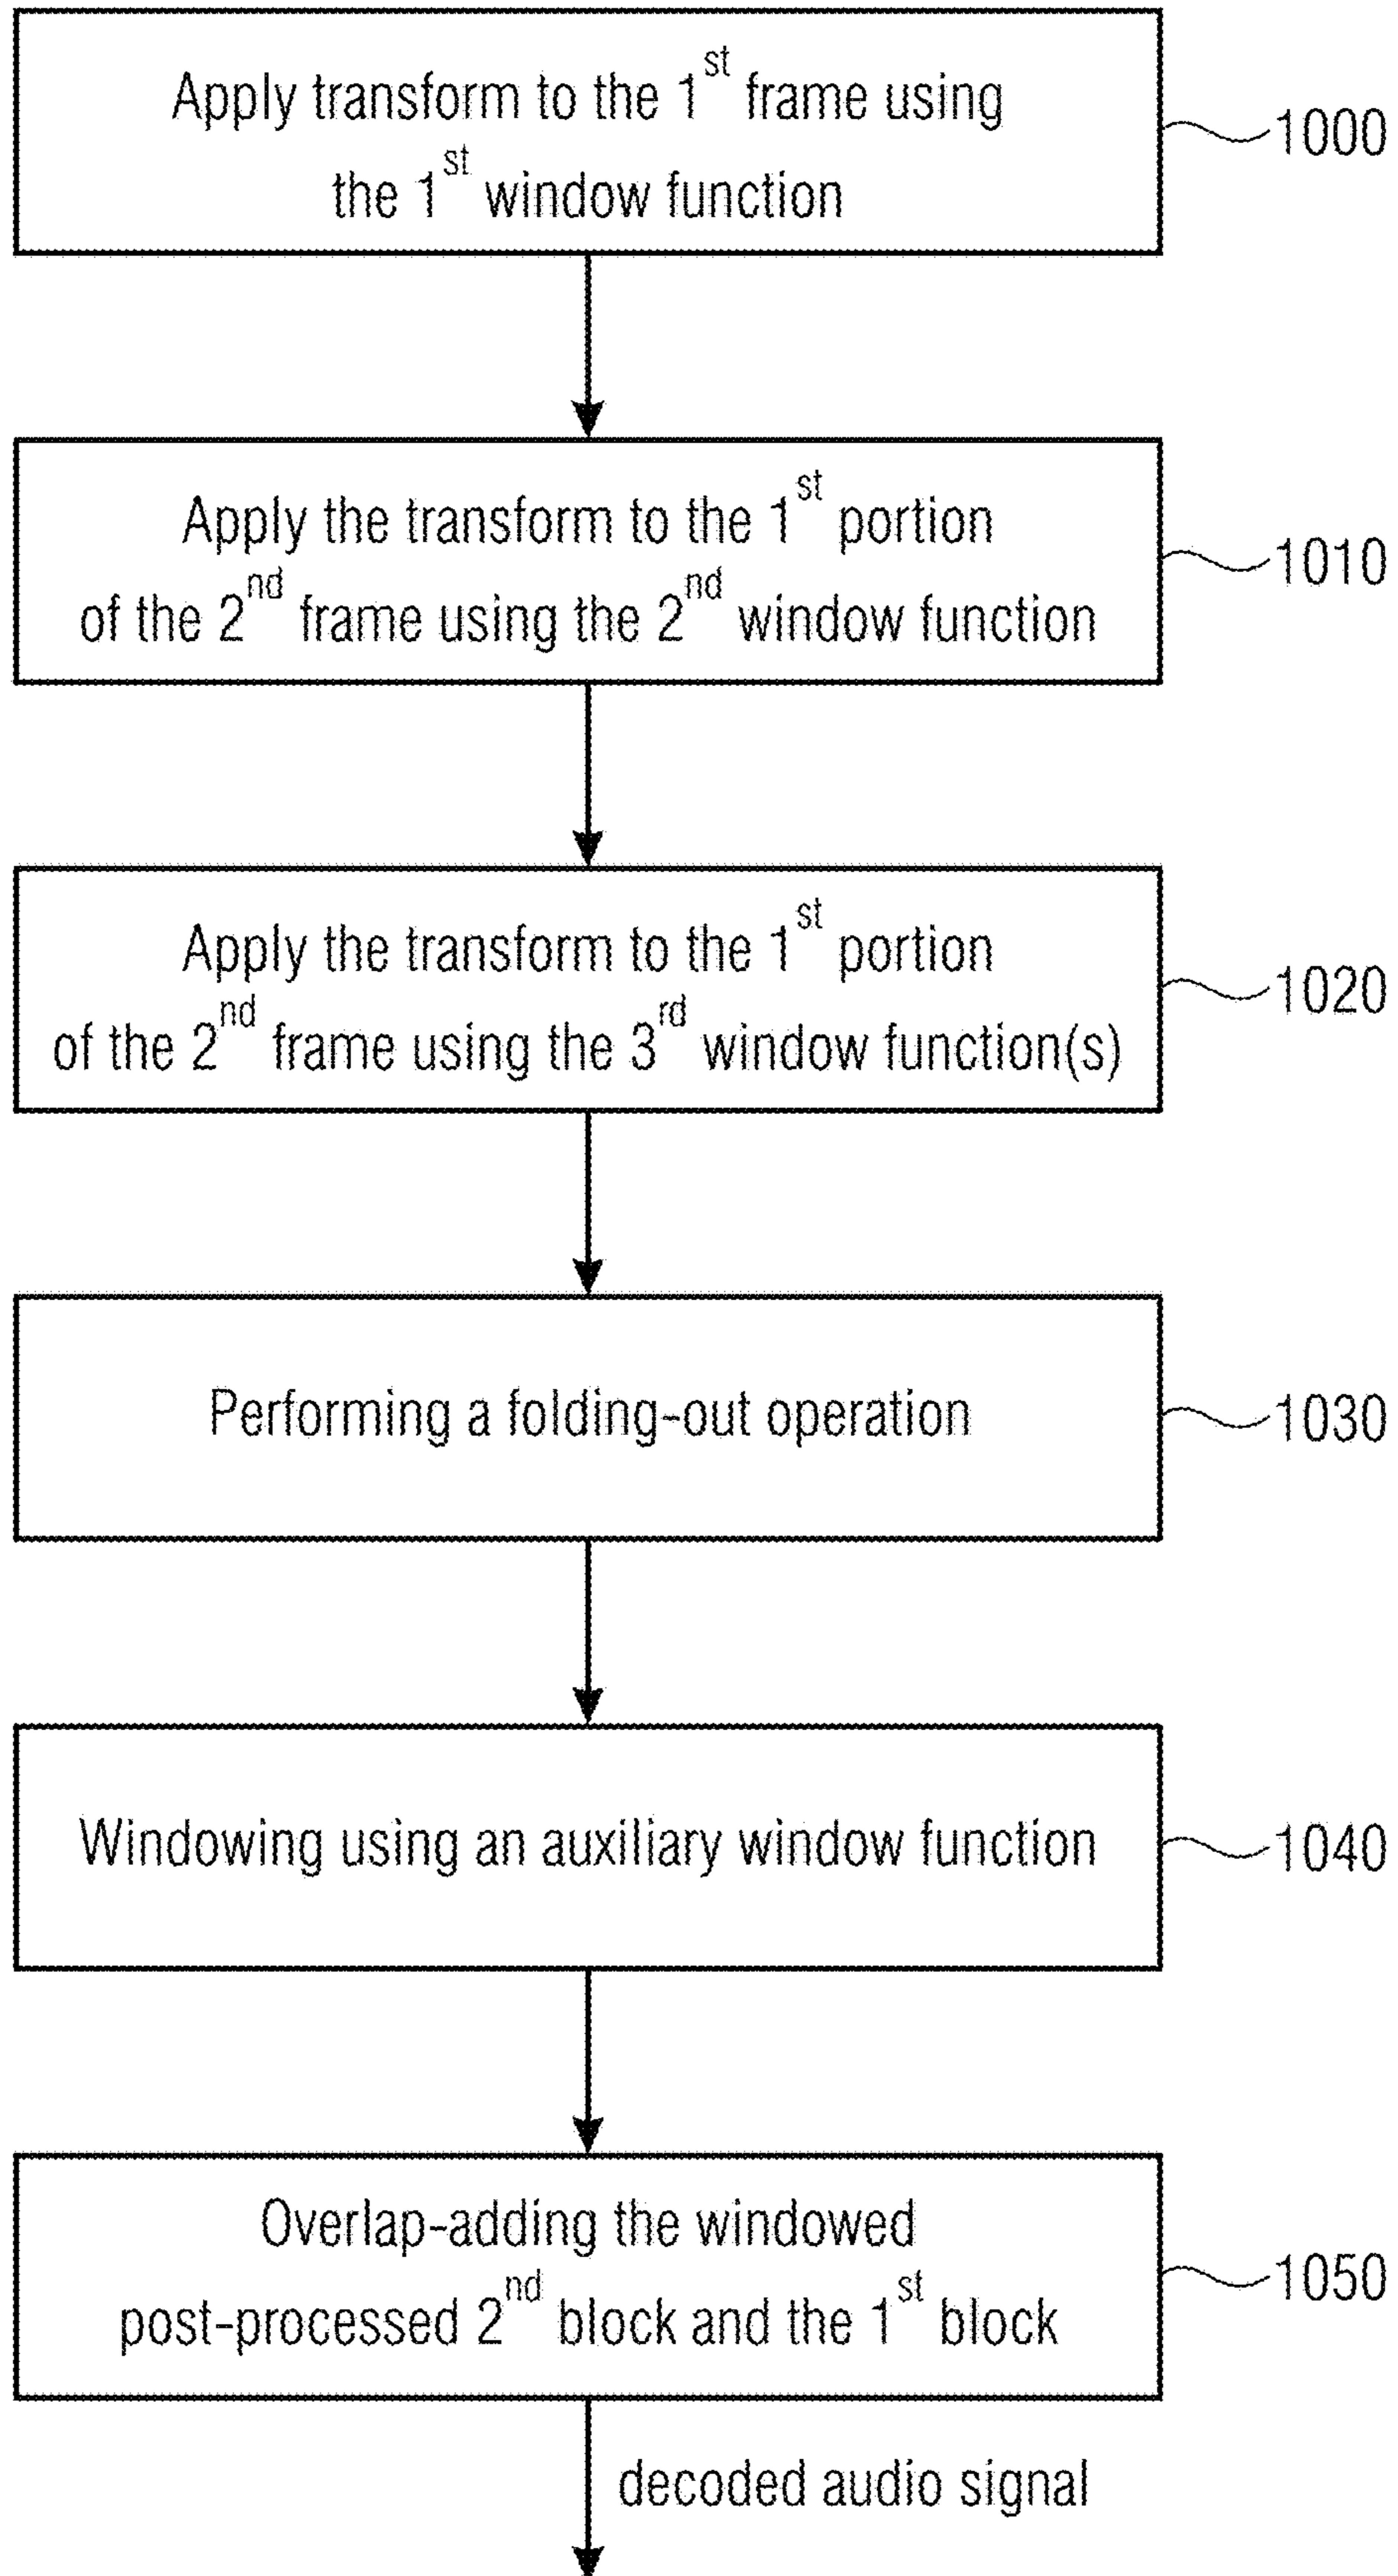 Apply transform to the 1st frame using
the 1st window function
1000
Apply the transform to the 1st portion
of the 2nd frame using the 2nd window function
1010
Apply the transform to the 1st portion
of the 2nd frame using the 3rd window function(s)
1020
Performing a folding-out operation
1030
Windowing using an auxiliary window function
1040
Overlap-adding the windowed
post-processed 2nd block and the 1st block
1050
decoded audio signal